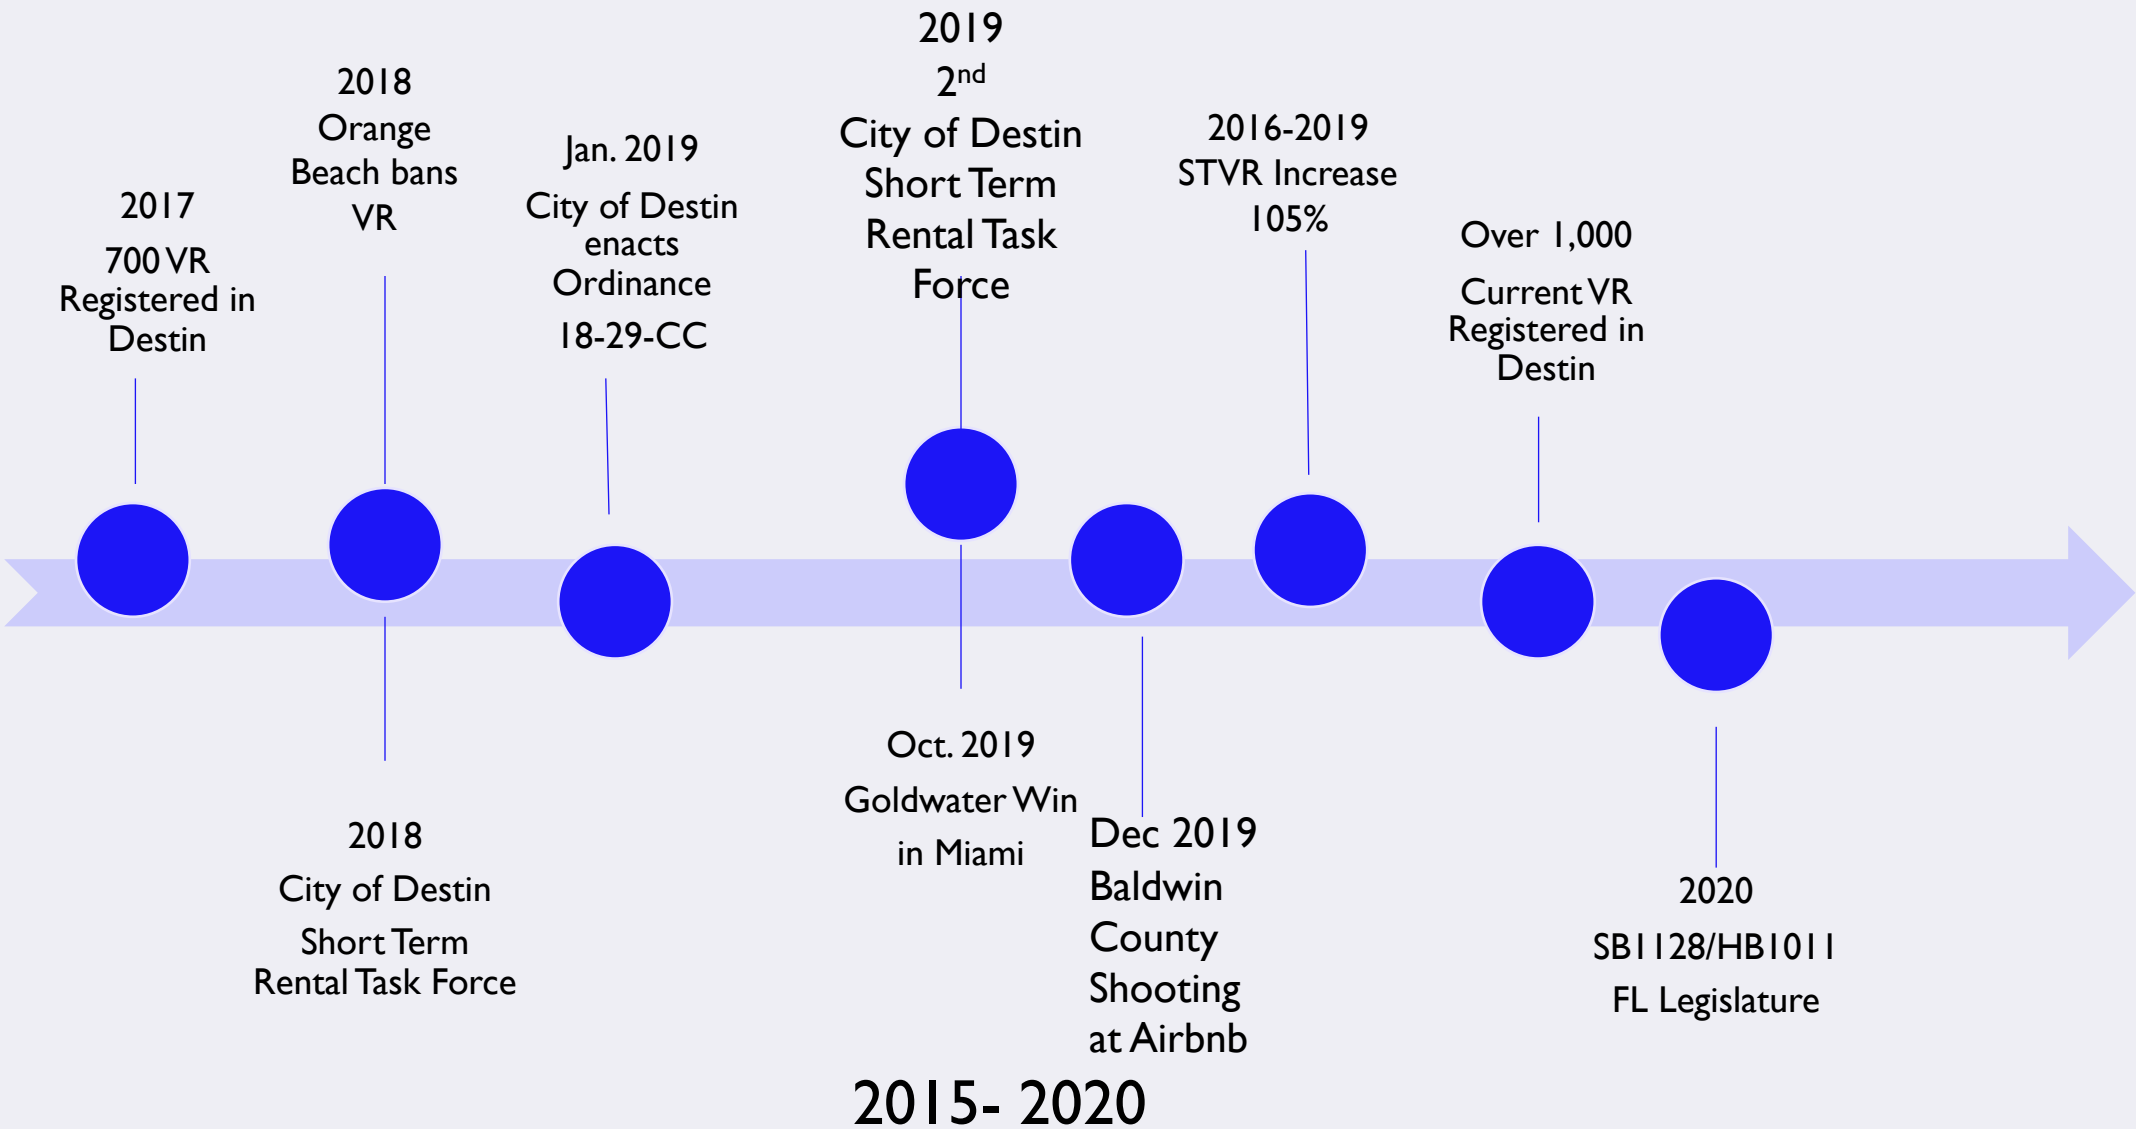 2017
700 VR
Registered in
Destin
2018
Orange
Beach bans
VR
2018
City of Destin
Short Term
Rental Task Force
Jan. 2019
City of Destin
enacts
Ordinance
18-29-CC
2019
2nd
City of Destin
Short Term
Rental Task
Force
Oct. 2019
Goldwater Win
in Miami
Dec 2019
Baldwin
County
Shooting
at Airbnb
2016-2019
STVR Increase
105%
Over 1,000
Current VR
Registered in
Destin
2020
SB1128/HB1011
FL Legislature
2015- 2020